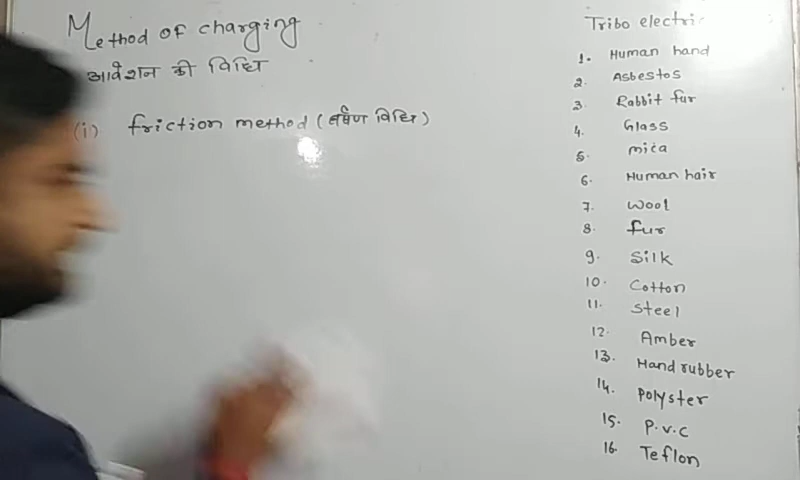 Method of charging
आवेशन की विधि
(i) friction method (घर्षण विधि)
Tribo electric
1. Human hand
2. Asbestos
3 Rabbit fur
4. Glass
5. mica
6. Human hair
7. Wool
8. fur
9. Silk
10. Cotton
11. Steel
12. Amber
13. Hand rubber
14. Polyster
15. P.v.c
16. Teflon